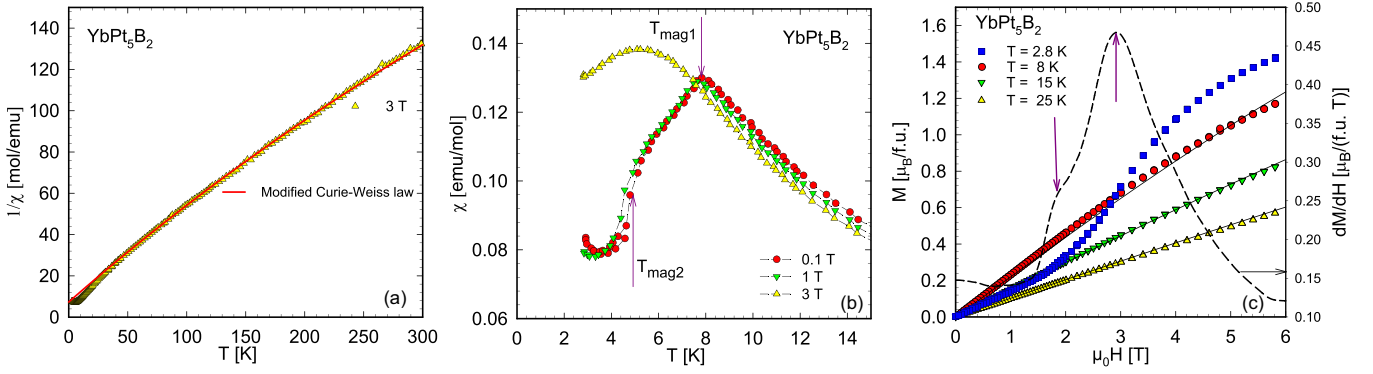 YbPt5B2
3 T
Modified Curie-Weiss law
(a)
1/χ [mol/emu]
140
120
100
80
60
40
20
0
0 50 100 150 200 250 300
T [K]
Tmag1
YbPt5B2
Tmag2
0.1 T
1 T
3 T
(b)
χ [emu/mol]
0.14
0.12
0.10
0.08
0.06
0 2 4 6 8 10 12 14
T [K]
YbPt5B2
T = 2.8 K
T = 8 K
T = 15 K
T = 25 K
(c)
M [μB/f.u.]
1.6
1.4
1.2
1.0
0.8
0.6
0.4
0.2
0.0
0 1 2 3 4 5 6
μ0H [T]
0.50
0.45
0.40
0.35
0.30
0.25
0.20
0.15
0.10
dM/dH [μB/(f.u. T)]